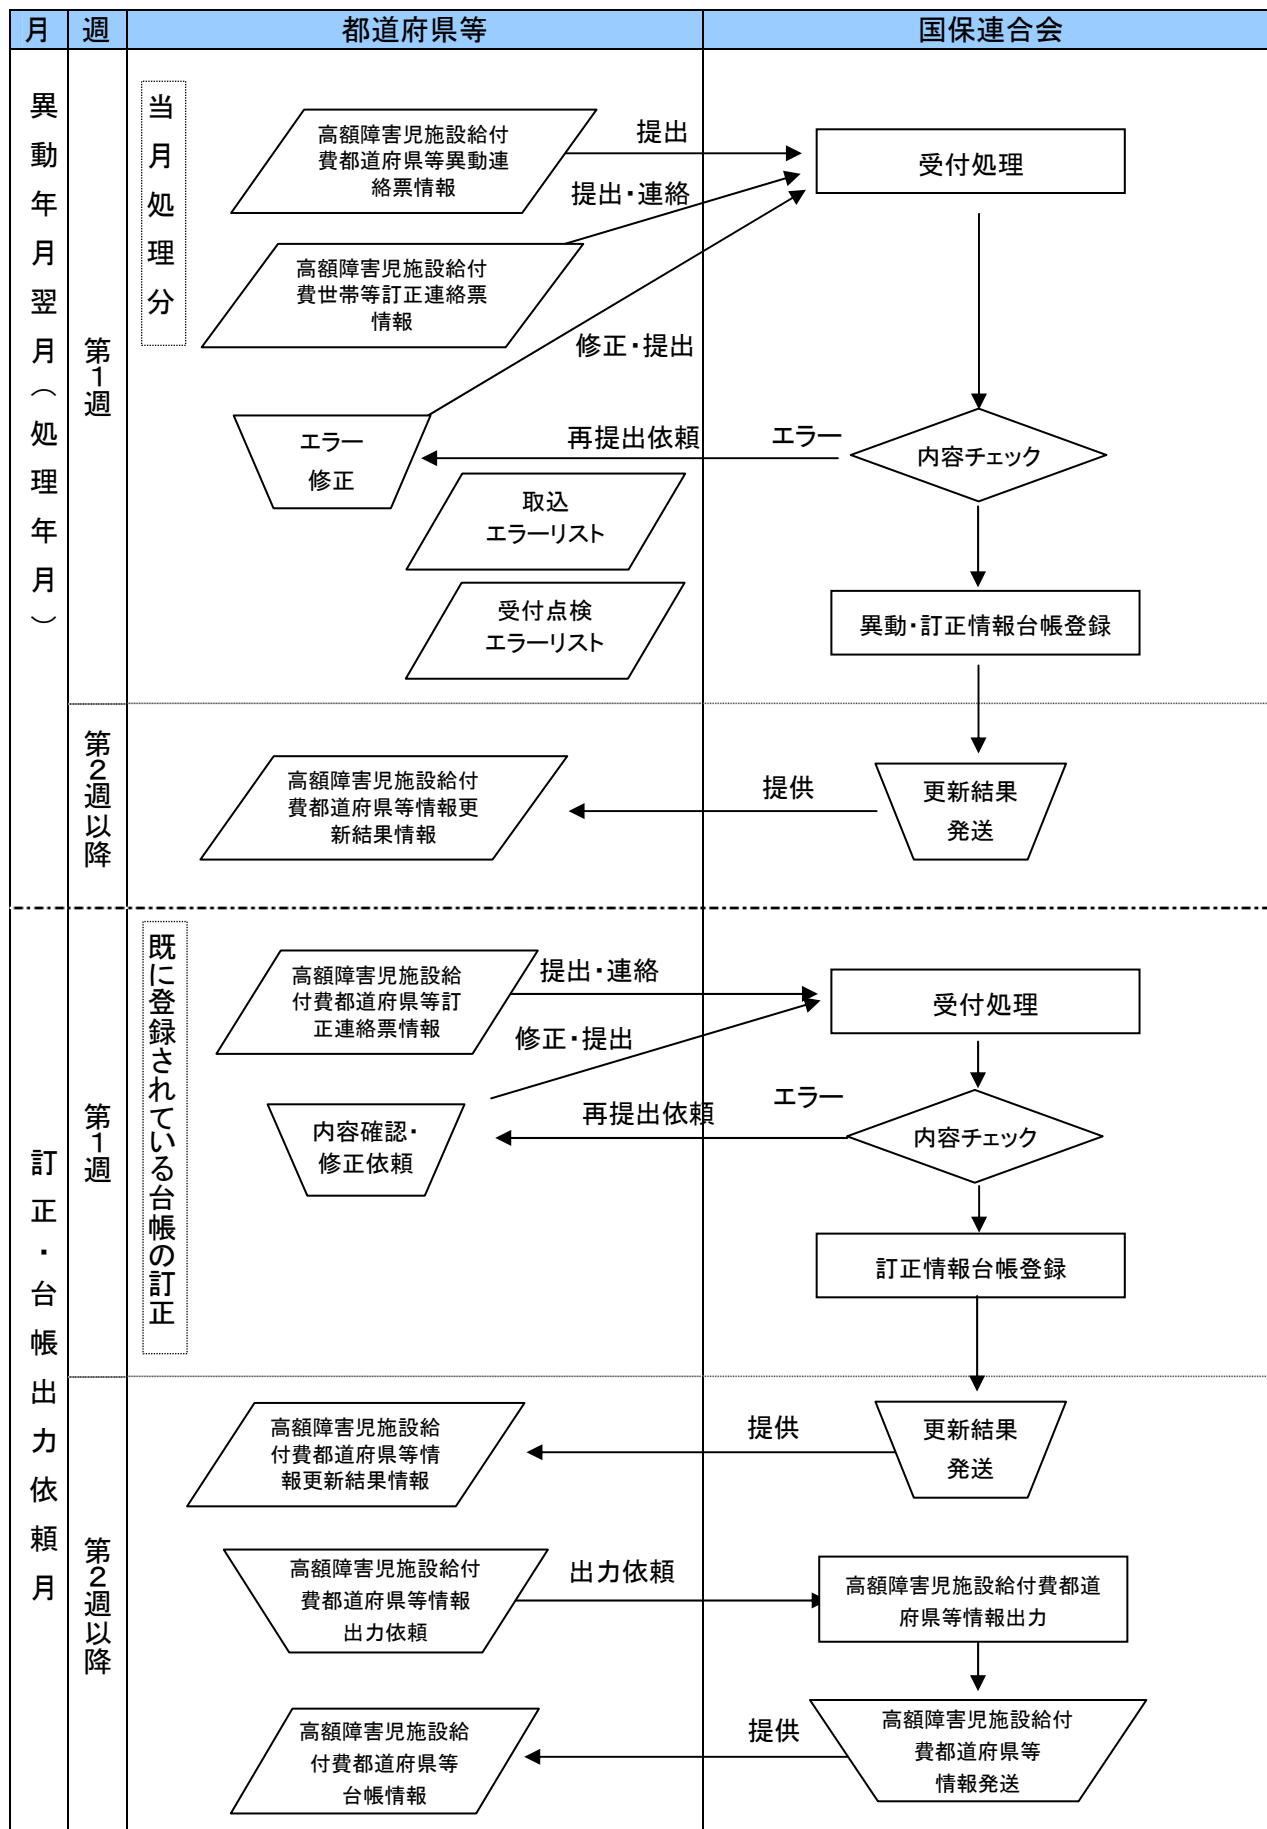 月 週 都道府県等 国保連合会
異動年月翌月（処理年月）
第1週
当月処理分
高額障害児施設給付
費都道府県等異動連
絡票情報
提出
受付処理
提出・連絡
高額障害児施設給付
費世帯等訂正連絡票
情報
修正・提出
エラー
修正
再提出依頼
エラー
内容チェック
取込
エラーリスト
受付点検
エラーリスト
異動・訂正情報台帳登録
第2週以降
高額障害児施設給付
費都道府県等情報更
新結果情報
提供
更新結果
発送
訂正・台帳出力依頼月
第1週
既に登録されている台帳の訂正
高額障害児施設給
付費都道府県等訂
正連絡票情報
提出・連絡
受付処理
修正・提出
内容確認・
修正依頼
再提出依頼
エラー
内容チェック
訂正情報台帳登録
第2週以降
高額障害児施設給
付費都道府県等情
報更新結果情報
提供
更新結果
発送
高額障害児施設給付
費都道府県等情報
出力依頼
出力依頼
高額障害児施設給付費都道
府県等情報出力
高額障害児施設給
付費都道府県等
台帳情報
提供
高額障害児施設給付
費都道府県等
情報発送